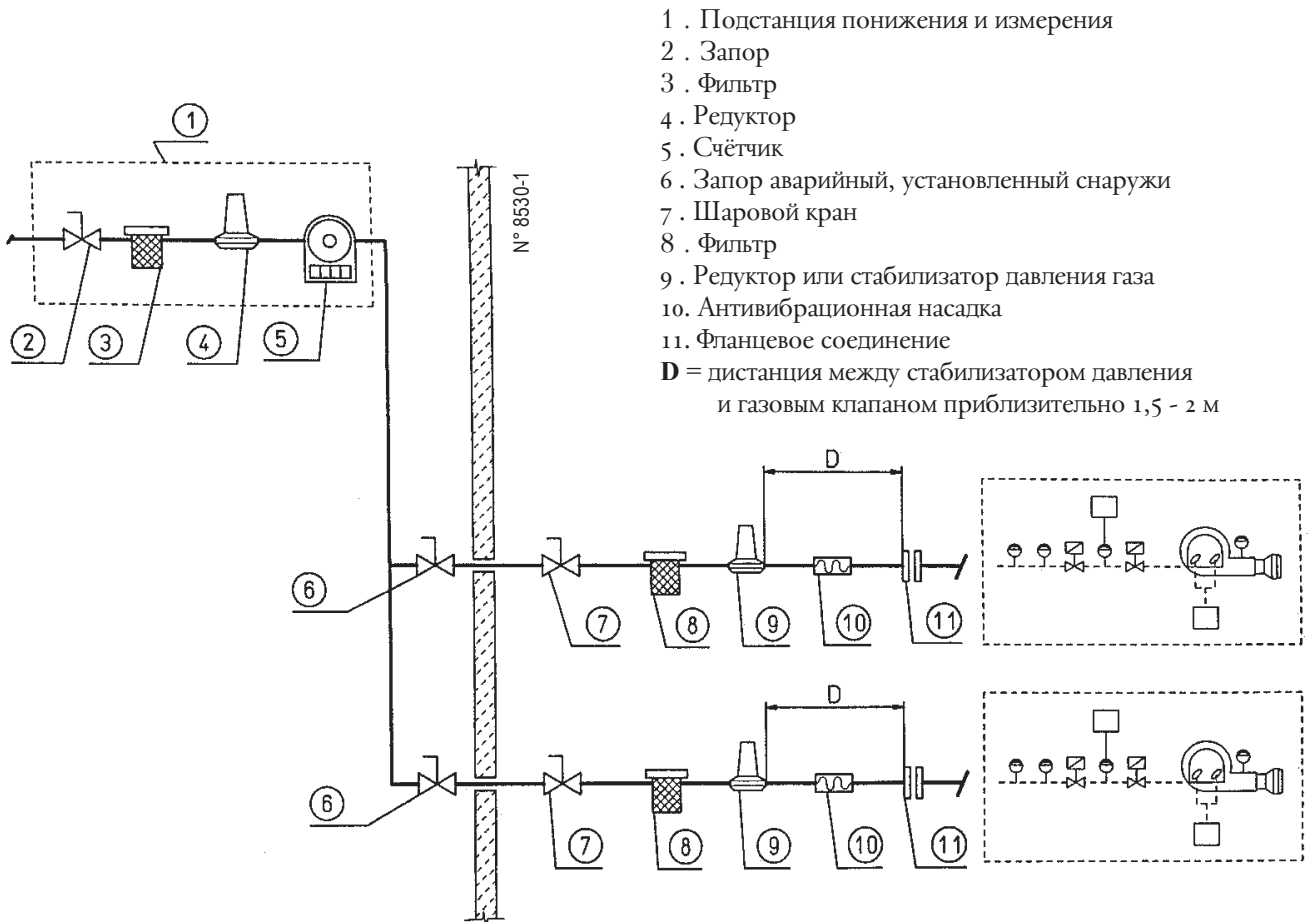 1 . Подстанция понижения и измерения
2 . Запор
3 . Фильтр
4 . Редуктор
5 . Счётчик
6 . Запор аварийный, установленный снаружи
7 . Шаровой кран
8 . Фильтр
9 . Редуктор или стабилизатор давления газа
10. Антивибрационная насадка
11. Фланцевое соединение
D = дистанция между стабилизатором давления
и газовым клапаном приблизительно 1,5 - 2 м
1
N° 8530-1
2
3
4
5
D
6
7
8
9
10
11
D
6
7
8
9
10
11